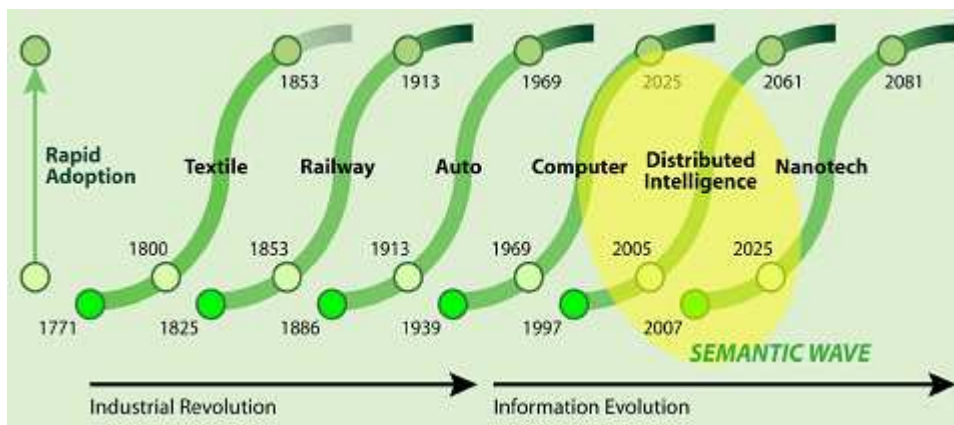 1853
1913
1969
2025
2061
2081
Rapid
Adoption
Textile
Railway
Auto
Computer
Distributed
Intelligence
Nanotech
1800
1853
1913
1969
2005
2025
1771
1825
1886
1939
1997
2007
SEMANTIC WAVE
Industrial Revolution
Information Evolution